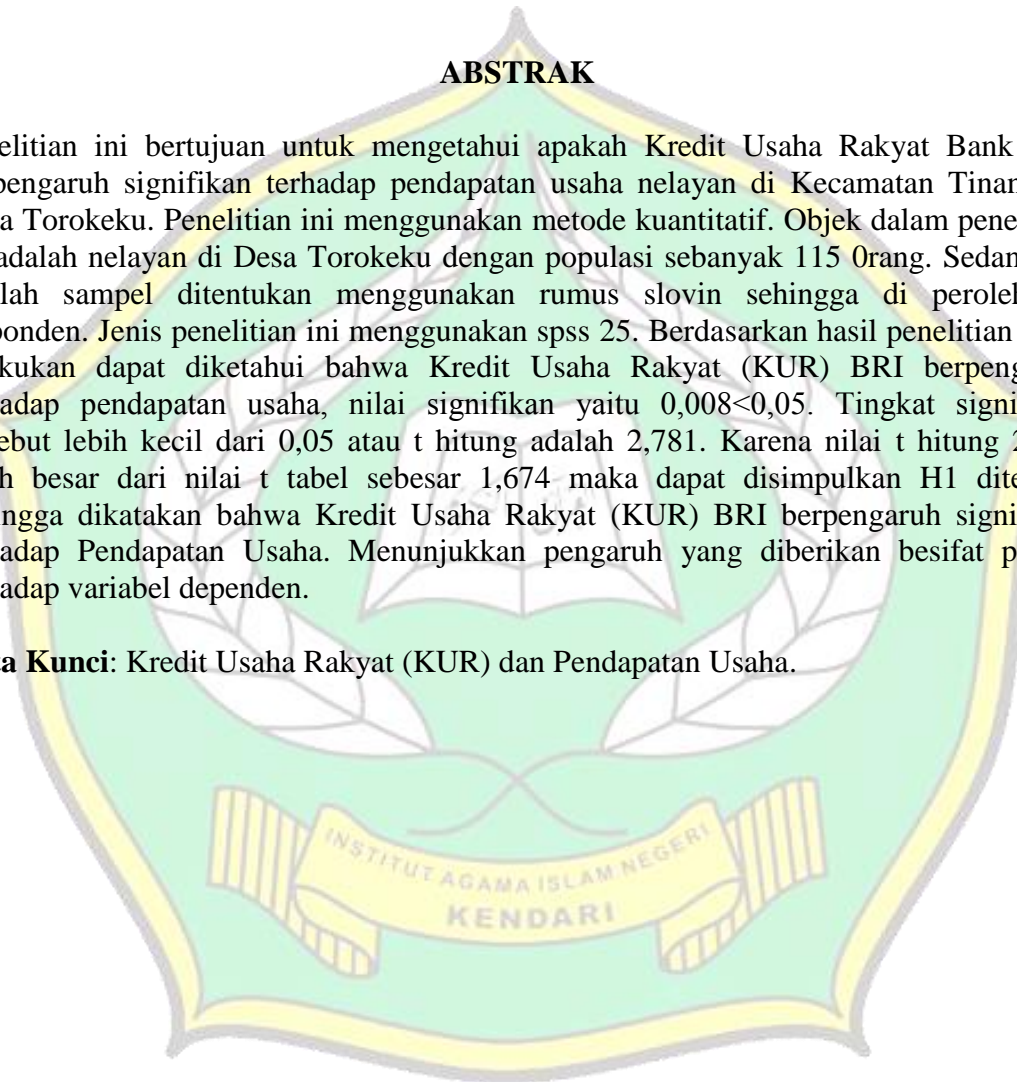 ABSTRAK
elitian ini bertujuan untuk mengetahui apakah Kredit Usaha Rakyat Bank
pengaruh signifikan terhadap pendapatan usaha nelayan di Kecamatan Tinan
a Torokeku. Penelitian ini menggunakan metode kuantitatif. Objek dalam pene
adalah nelayan di Desa Torokeku dengan populasi sebanyak 115 0rang. Sedan
lah sampel ditentukan menggunakan rumus slovin sehingga di peroleh
onden. Jenis penelitian ini menggunakan spss 25. Berdasarkan hasil penelitian
kukan dapat diketahui bahwa Kredit Usaha Rakyat (KUR) BRI berpeng
adap pendapatan usaha, nilai signifikan yaitu 0,008<0,05. Tingkat signi
ebut lebih kecil dari 0,05 atau t hitung adalah 2,781. Karena nilai t hitung 2
h besar dari nilai t tabel sebesar 1,674 maka dapat disimpulkan H1 dite
ingga dikatakan bahwa Kredit Usaha Rakyat (KUR) BRI berpengaruh signi
adap Pendapatan Usaha. Menunjukkan pengaruh yang diberikan besifat p
adap variabel dependen.
a Kunci: Kredit Usaha Rakyat (KUR) dan Pendapatan Usaha.
INSTITUT AGAMA ISLAM NEGERI
KENDARI